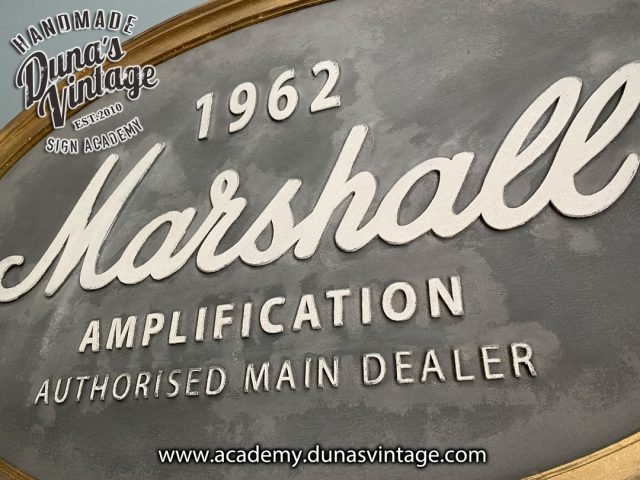 HANDMADE
Duna's
Vintage
EST.2010
SIGN ACADEMY
1962
Marshall
AMPLIFICATION
AUTHORISED MAIN DEALER
www.academy.dunasvintage.com